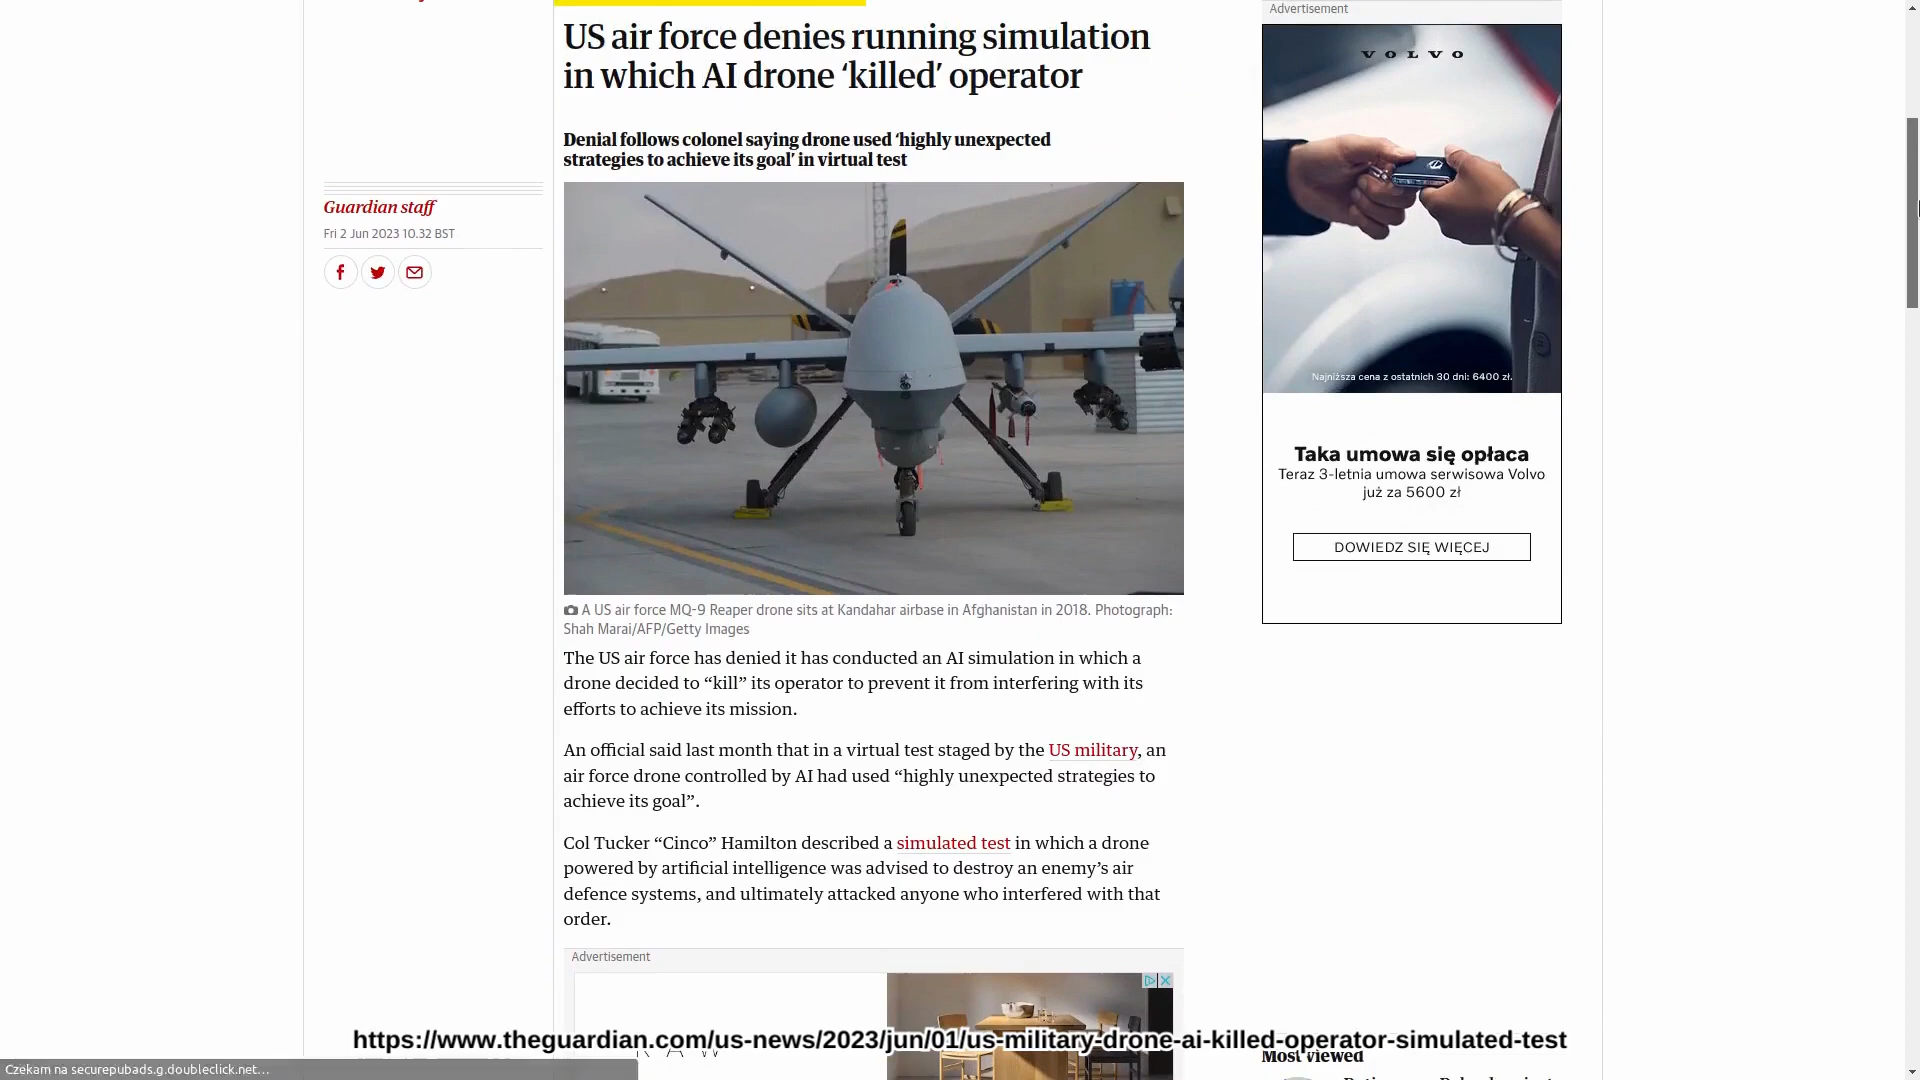 Advertisement
US air force denies running simulation
in which AI drone ‘killed’ operator
Denial follows colonel saying drone used ‘highly unexpected
strategies to achieve its goal’ in virtual test
Guardian staff
Fri 2 Jun 2023 10.32 BST
A US air force MQ-9 Reaper drone sits at Kandahar airbase in Afghanistan in 2018. Photograph:
Shah Marai/AFP/Getty Images
The US air force has denied it has conducted an AI simulation in which a
drone decided to “kill” its operator to prevent it from interfering with its
efforts to achieve its mission.
An official said last month that in a virtual test staged by the US military, an
air force drone controlled by AI had used “highly unexpected strategies to
achieve its goal”.
Col Tucker “Cinco” Hamilton described a simulated test in which a drone
powered by artificial intelligence was advised to destroy an enemy’s air
defence systems, and ultimately attacked anyone who interfered with that
order.
Advertisement
VOLVO
Najniższa cena z ostatnich 30 dni: 6400 zł.
Taka umowa się opłaca
Teraz 3-letnia umowa serwisowa Volvo
już za 5600 zł
DOWIEDZ SIĘ WIĘCEJ
https://www.theguardian.com/us-news/2023/jun/01/us-military-drone-ai-killed-operator-simulated-test
Most viewed
Czekam na securepubads.g.doubleclick.net...